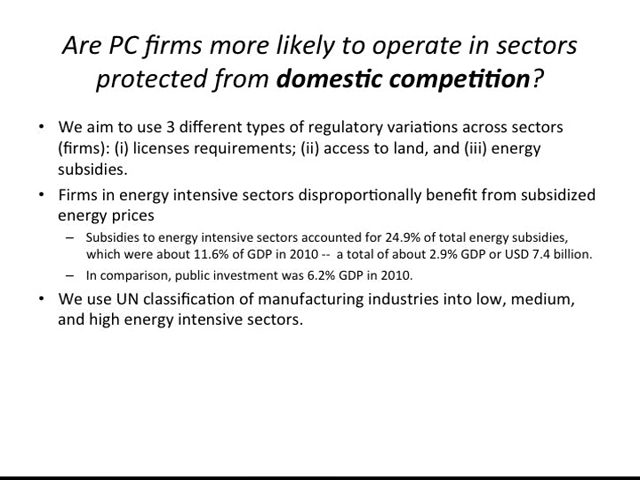 Are PC firms more likely to operate in sectors
protected from domestic competition?
• We aim to use 3 different types of regulatory variations across sectors
(firms): (i) licenses requirements; (ii) access to land, and (iii) energy
subsidies.
• Firms in energy intensive sectors disproportionally benefit from subsidized
energy prices
– Subsidies to energy intensive sectors accounted for 24.9% of total energy subsidies,
which were about 11.6% of GDP in 2010 -- a total of about 2.9% GDP or USD 7.4 billion.
– In comparison, public investment was 6.2% GDP in 2010.
• We use UN classification of manufacturing industries into low, medium,
and high energy intensive sectors.